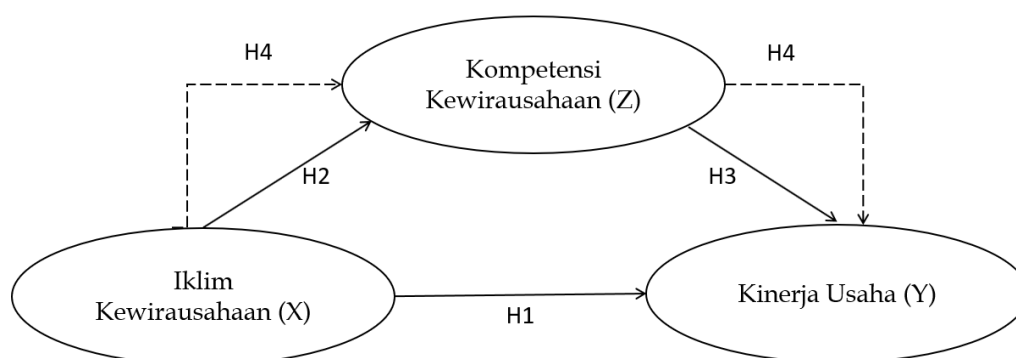 H4
H4
Kompetensi
Kewirausahaan (Z)
H2
H3
Iklim
Kewirausahaan (X)
Kinerja Usaha (Y)
H1